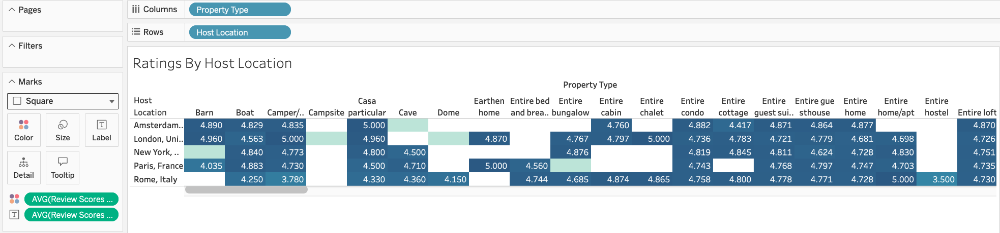 Pages
Columns
Property Type
Rows
Host Location
Filters
Marks
Square
Color
Size
Label
Detail
Tooltip
AVG(Review Scores ...
AVG(Review Scores ...
Ratings By Host Location
Property Type
Host Location Barn Boat Camper/.. Campsite Casa particular Cave Dome Earthen home Entire bed and brea.. Entire bungalow Entire cabin Entire chalet Entire condo Entire cottage Entire guest sui.. Entire gue sthouse Entire home Entire home/apt Entire hostel Entire loft
Amsterdam.. 4.890 4.829 4.835 5.000 4.760 4.882 4.417 4.871 4.864 4.877 4.870
London, Uni.. 4.960 4.563 5.000 4.960 4.870 4.767 4.797 5.000 4.736 4.783 4.721 4.779 4.681 4.698 4.726
New York, .. 4.840 4.773 4.800 4.500 4.876 4.819 4.845 4.811 4.624 4.728 4.830 4.751
Paris, France 4.035 4.883 4.730 4.500 4.710 5.000 4.560 4.743 4.768 4.797 4.747 4.703 4.735
Rome, Italy 4.250 3.780 4.330 4.360 4.150 4.744 4.685 4.874 4.865 4.758 4.800 4.778 4.771 4.728 5.000 3.500 4.730